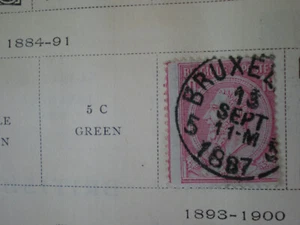 1884-91
5 C
GREEN
BRUXEL
5
13
SEPT
11-M
1887
1893-1900